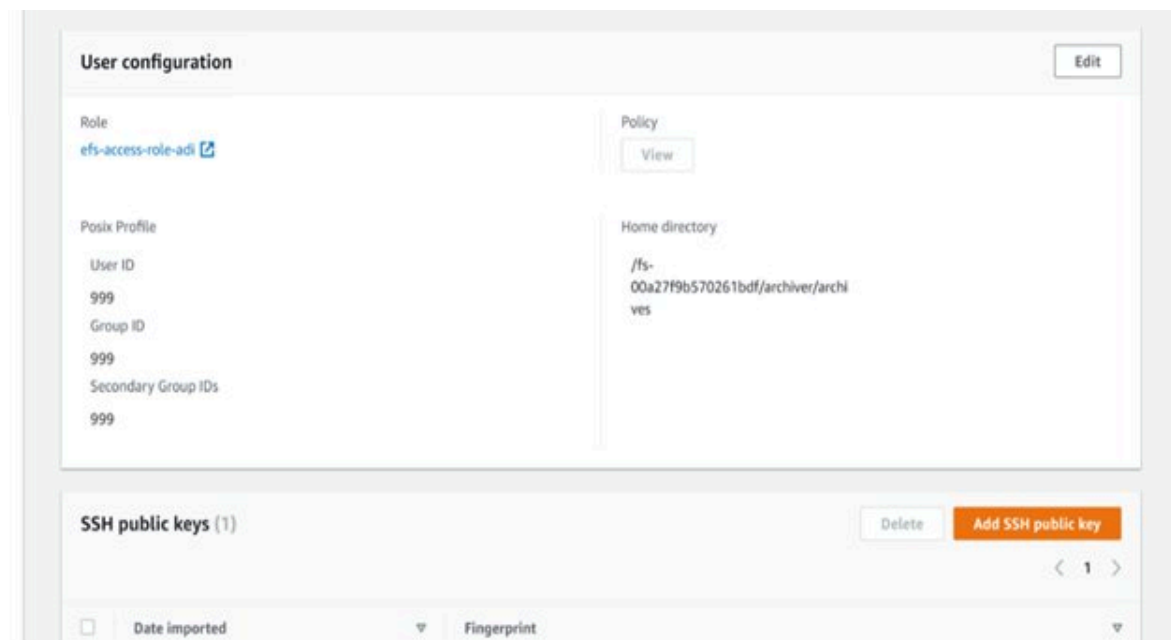 User configuration
Edit
Role
efs-access-role-adi
Policy
View
Posix Profile
User ID
999
Group ID
999
Secondary Group IDs
999
Home directory
/fs-
00a27f9b570261bdf/archiver/archi
ves
SSH public keys (1)
Delete
Add SSH public key
< 1 >
Date imported
Fingerprint